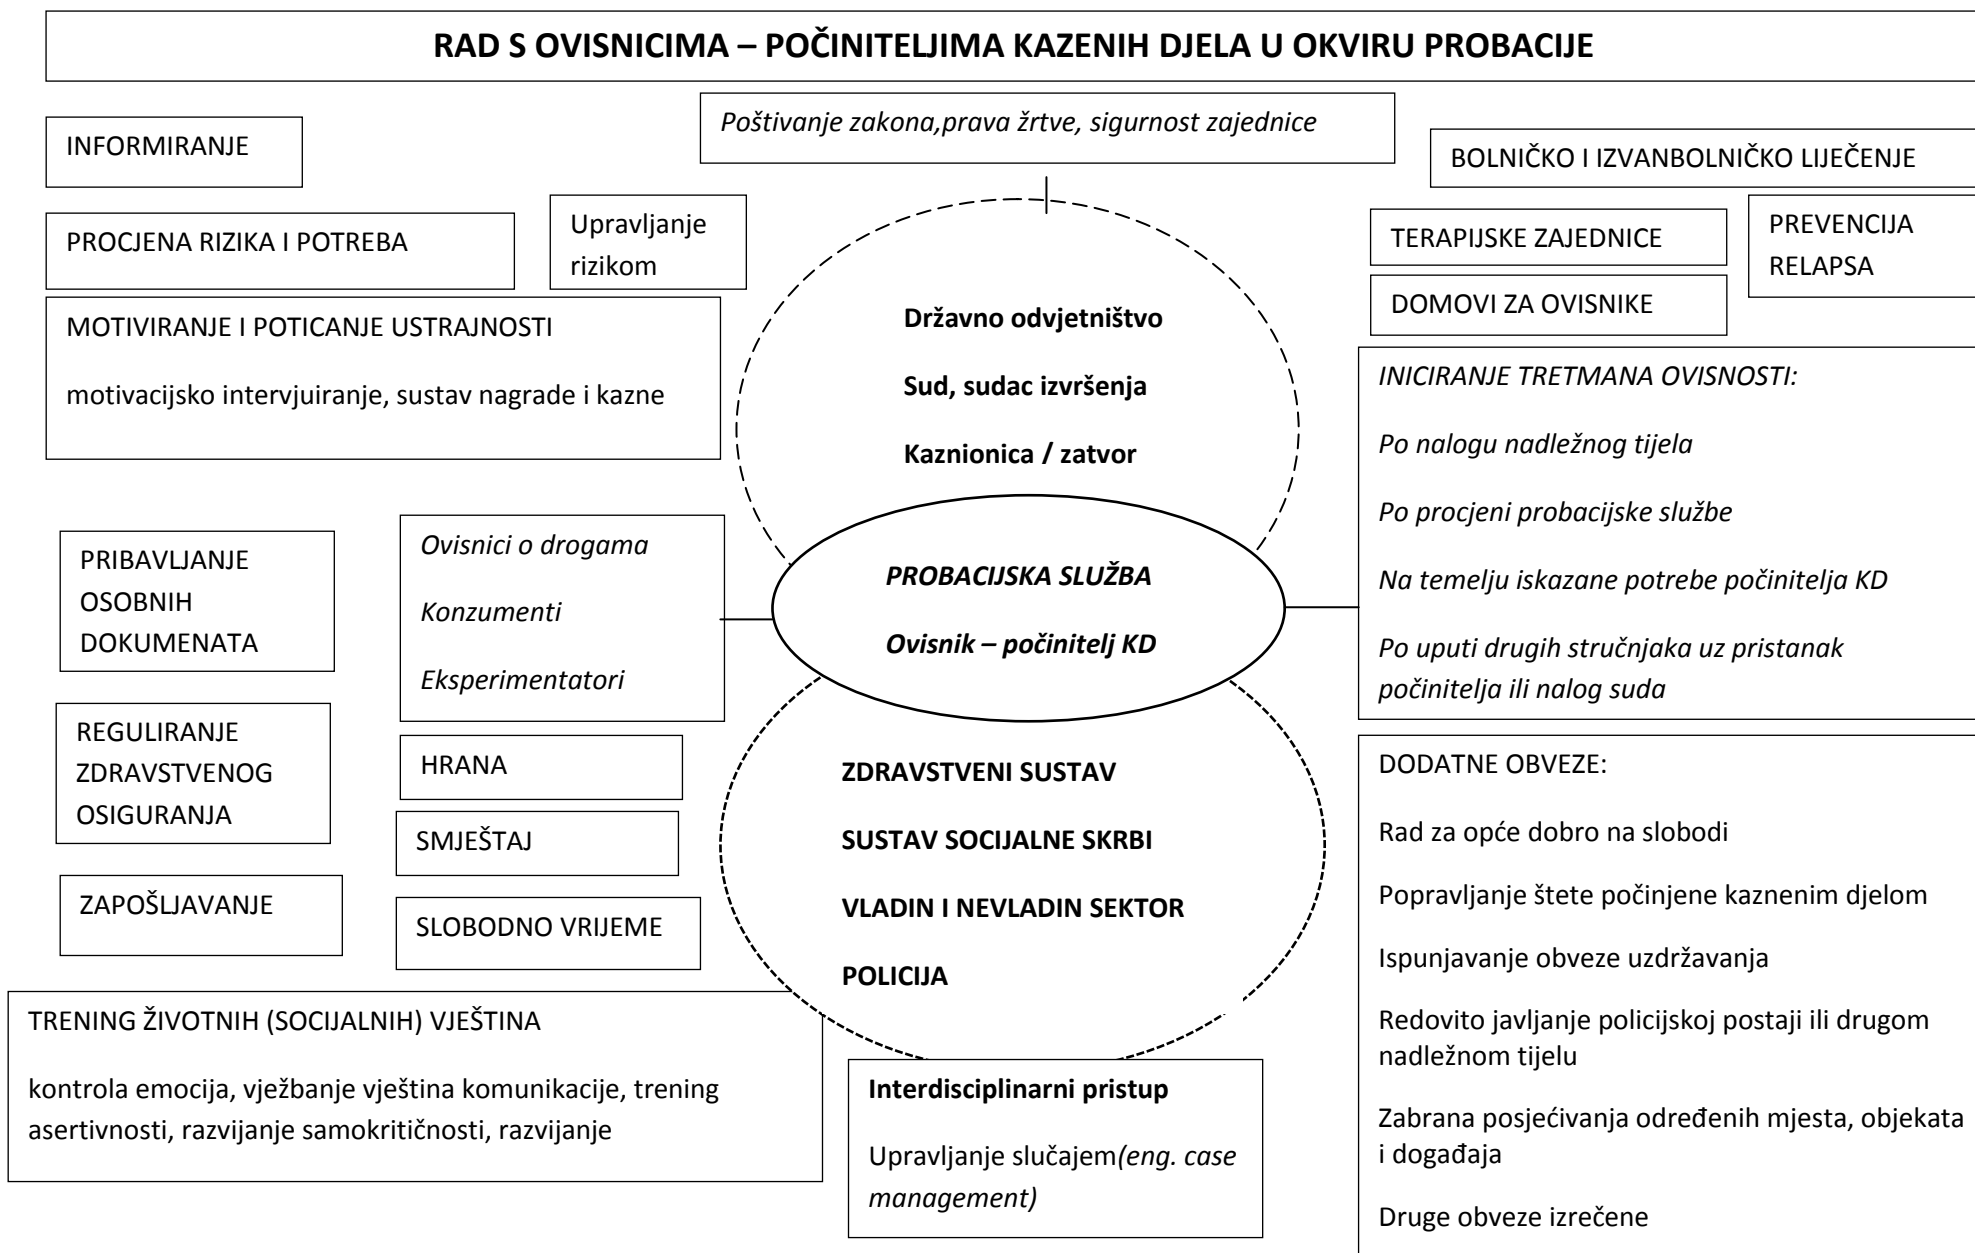 RAD S OVISNICIMA – POČINITELJIMA KAZENIH DJELA U OKVIRU PROBACIJE
INFORMIRANJE
Poštivanje zakona,prava žrtve, sigurnost zajednice
BOLNIČKO I IZVANBOLNIČKO LIJEČENJE
PROCJENA RIZIKA I POTREBA
Upravljanje
rizikom
TERAPIJSKE ZAJEDNICE
PREVENCIJA
RELAPSA
DOMOVI ZA OVISNIKE
MOTIVIRANJE I POTICANJE USTRAJNOSTI
motivacijsko intervjuiranje, sustav nagrade i kazne
Državno odvjetništvo
Sud, sudac izvršenja
Kaznionica / zatvor
INICIRANJE TRETMANA OVISNOSTI:
Po nalogu nadležnog tijela
Po procjeni probacijske službe
Na temelju iskazane potrebe počinitelja KD
Po uputi drugih stručnjaka uz pristanak
počinitelja ili nalog suda
PRIBAVLJANJE
OSOBNIH
DOKUMENATA
Ovisnici o drogama
Konzumenti
Eksperimentatori
PROBACIJSKA SLUŽBA
Ovisnik – počinitelj KD
REGULIRANJE
ZDRAVSTVENOG
OSIGURANJA
HRANA
SMJEŠTAJ
ZAPOŠLJAVANJE
SLOBODNO VRIJEME
ZDRAVSTVENI SUSTAV
SUSTAV SOCIJALNE SKRBI
VLADIN I NEVLADIN SEKTOR
POLICIJA
DODATNE OBVEZE:
Rad za opće dobro na slobodi
Popravljanje štete počinjene kaznenim djelom
Ispunjavanje obveze uzdržavanja
Redovito javljanje policijskoj postaji ili drugom
nadležnom tijelu
Zabrana posjećivanja određenih mjesta, objekata
i događaja
Druge obveze izrečene
TRENING ŽIVOTNIH (SOCIJALNIH) VJEŠTINA
kontrola emocija, vježbanje vještina komunikacije, trening
asertivnosti, razvijanje samokritičnosti, razvijanje
Interdisciplinarni pristup
Upravljanje slučajem(eng. case
management)